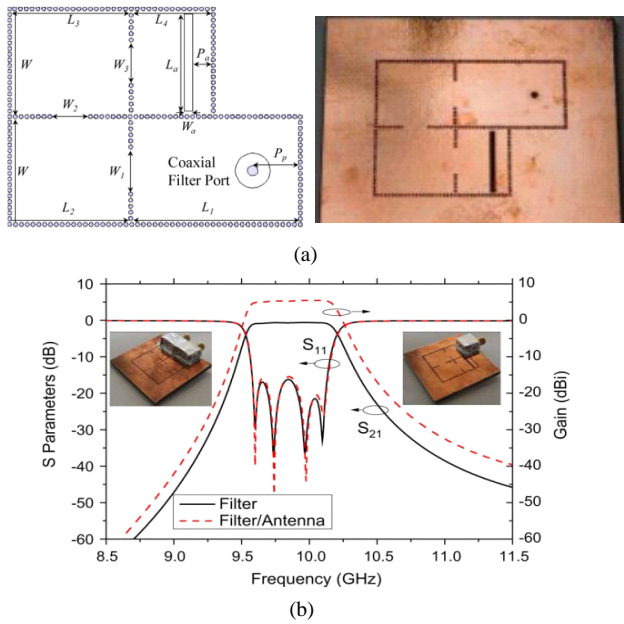 L3
L4
W
W3
La
Pa
W2
Wa
W
W1
Coaxial
Filter Port
Pp
L2
L1
(a)
10
0
-10
-20
-30
-40
-50
-60
S Parameters (dB)
10
0
-10
-20
-30
-40
-50
-60
Gain (dBi)
S11
S21
Filter
Filter/Antenna
8.5 9.0 9.5 10.0 10.5 11.0 11.5
Frequency (GHz)
(b)